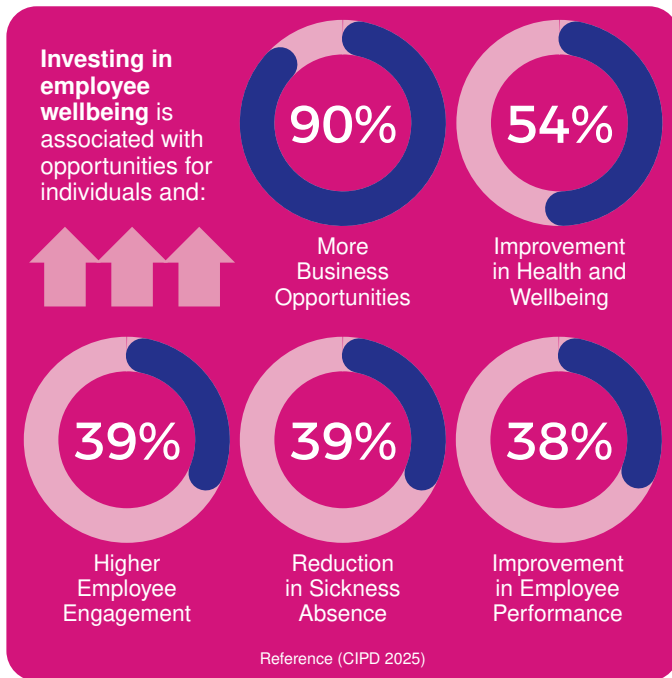 Investing in
employee
wellbeing is
associated with
opportunities for
individuals and:
90%
More
Business
Opportunities
54%
Improvement
in Health and
Wellbeing
39%
Higher
Employee
Engagement
39%
Reduction
in Sickness
Absence
38%
Improvement
in Employee
Performance
Reference (CIPD 2025)